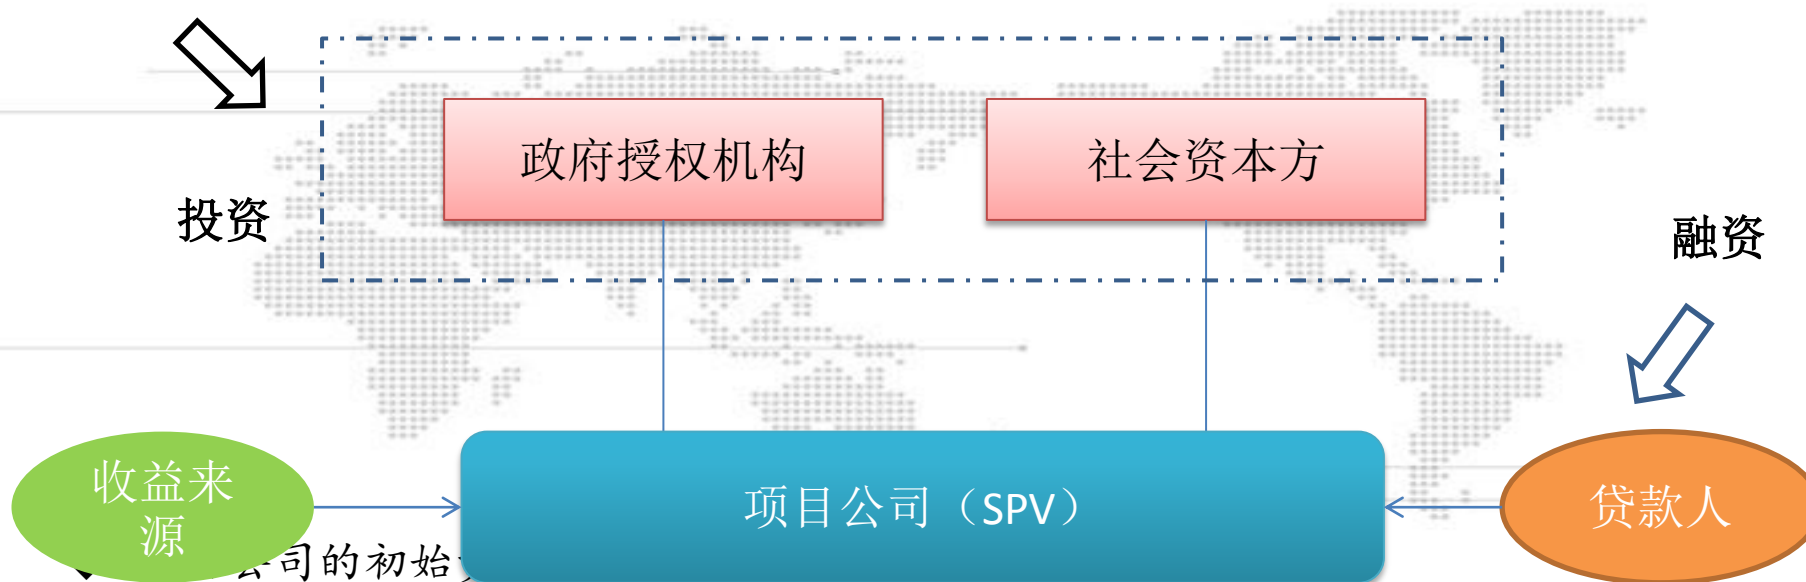 政府授权机构
社会资本方
投资
融资
收益来
源
项目公司（SPV）
贷款人
公司的初始